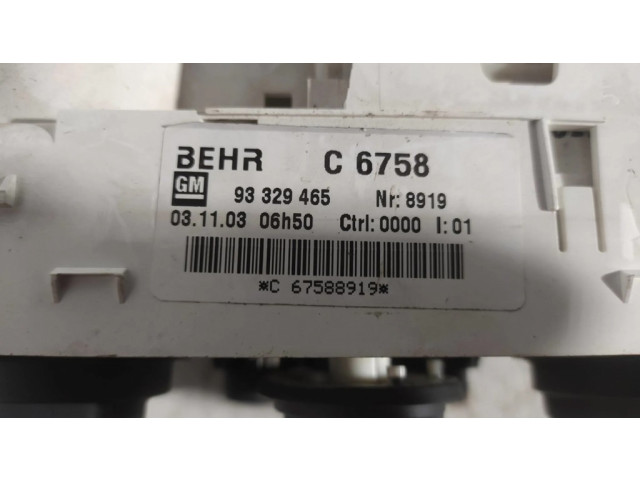 BEHR C 6758
GM 93 329 465 Nr: 8919
03.11.03 06h50 Ctrl: 0000 I: 01
*C 67588919*